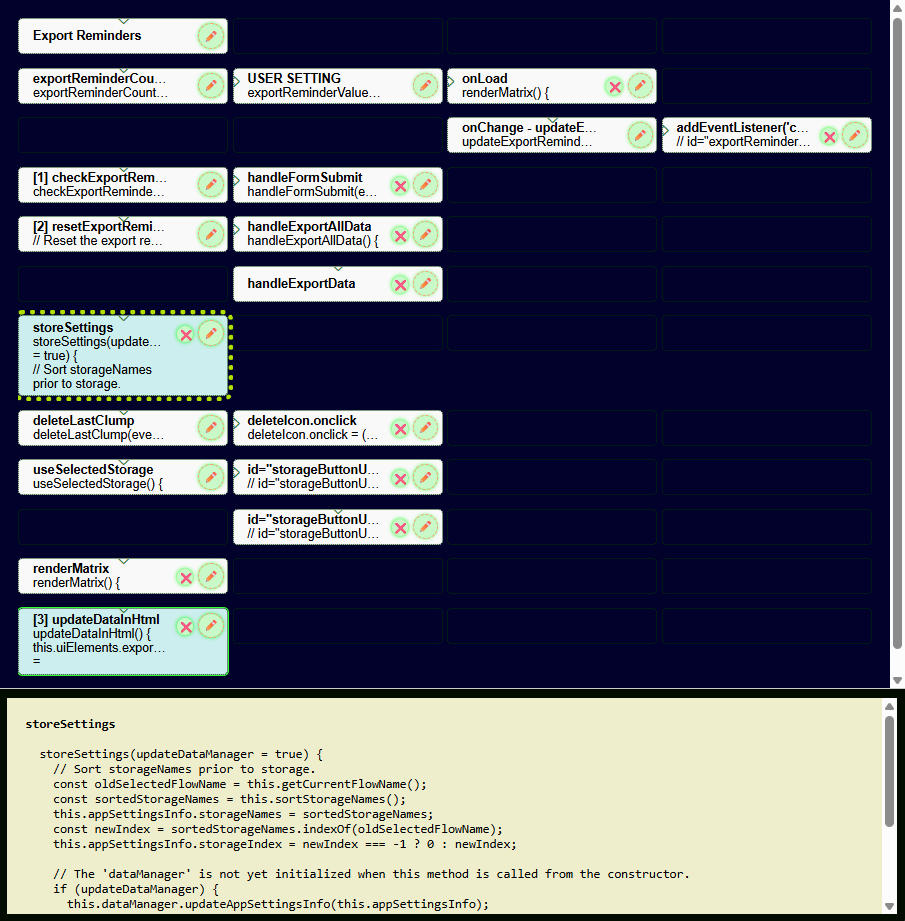 Export Reminders
exportReminderCou…
exportReminderCount…
USER SETTING
exportReminderValue…
onLoad
renderMatrix() {
onChange - updateE…
updateExportRemind…
addEventListener('c…
// id="exportReminder…
[1] checkExportRem…
checkExportReminde…
handleFormSubmit
handleFormSubmit(e…
[2] resetExportRemi…
// Reset the export re…
handleExportAllData
handleExportAllData() {
handleExportData
storeSettings
storeSettings(update…
= true) {
// Sort storageNames
prior to storage.
deleteLastClump
deleteLastClump(eve…
deleteIcon.onclick
deleteIcon.onclick = (…
useSelectedStorage
useSelectedStorage() {
id="storageButtonU…
// id="storageButtonU…
id="storageButtonU…
// id="storageButtonU…
renderMatrix
renderMatrix() {
[3] updateDataInHtml
updateDataInHtml() {
this.uiElements.expor…
=
storeSettings
storeSettings(updateDataManager = true) {
// Sort storageNames prior to storage.
const oldSelectedFlowName = this.getCurrentFlowName();
const sortedStorageNames = this.sortStorageNames();
this.appSettingsInfo.storageNames = sortedStorageNames;
const newIndex = sortedStorageNames.indexOf(oldSelectedFlowName);
this.appSettingsInfo.storageIndex = newIndex === -1 ? 0 : newIndex;
// The 'dataManager' is not yet initialized when this method is called from the constructor.
if (updateDataManager) {
this.dataManager.updateAppSettingsInfo(this.appSettingsInfo);